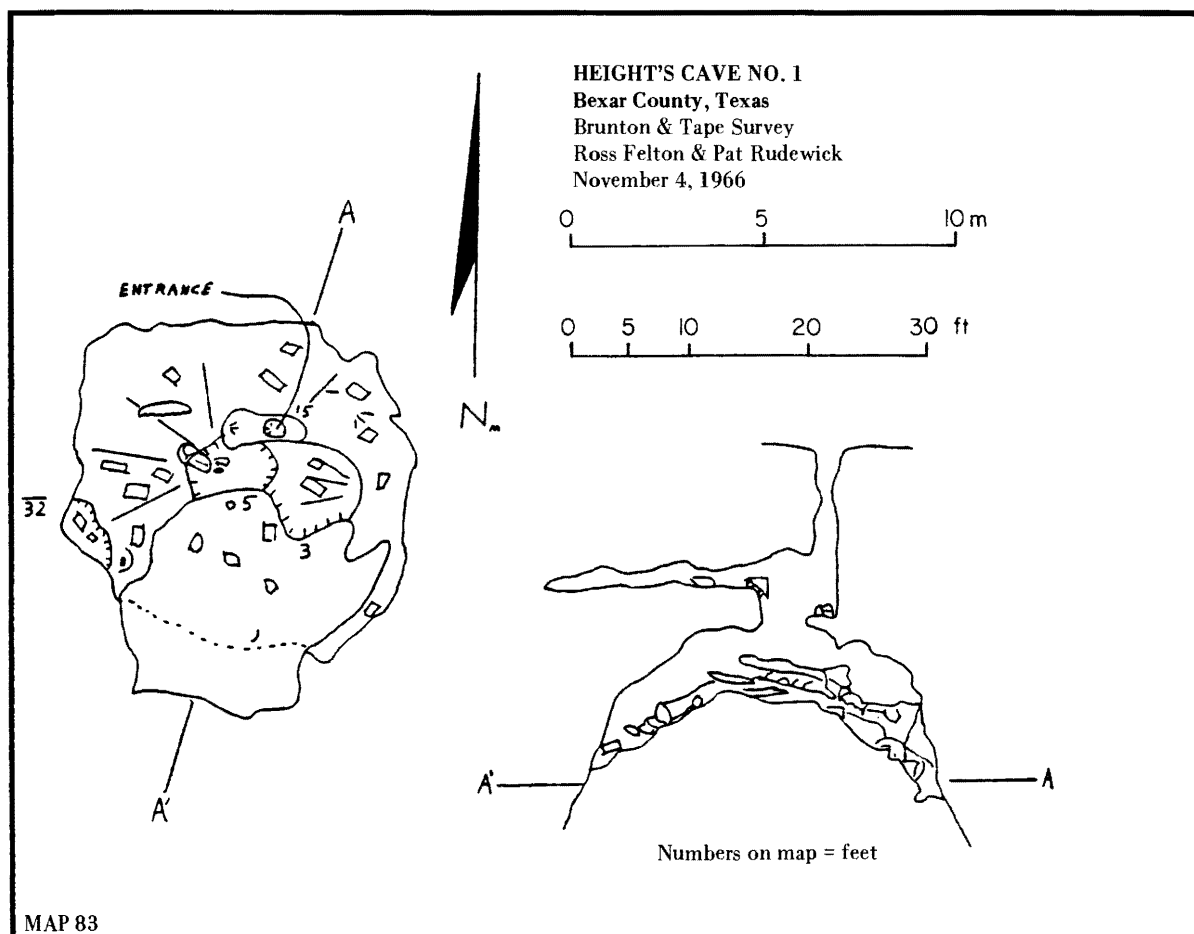 HEIGHT'S CAVE NO. 1
Bexar County, Texas
Brunton & Tape Survey
Ross Felton & Pat Rudewick
November 4, 1966
0 5 10 m
0 5 10 20 30 ft
A
ENTRANCE
Nm
15
32
5
3
A'
A' A
Numbers on map = feet
MAP 83